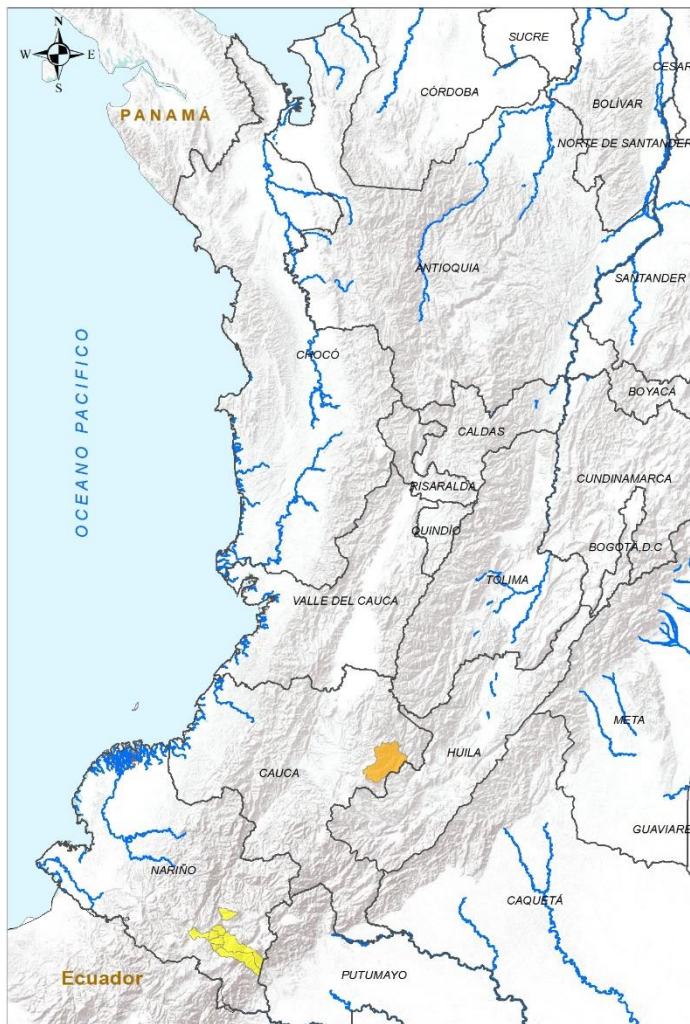 N
W E
S
SUCRE
CESAR
CÓRDOBA
BOLÍVAR
PANAMÁ
NORTE DE SANTANDER
ANTIOQUIA
SANTANDER
OCEANO PACIFICO
CHOCÓ
BOYACÁ
CALDAS
CUNDINAMARCA
RISARALDA
QUINDÍO
BOGOTÁ,D.C
TOLIMA
VALLE DEL CAUCA
META
HUILA
CAUCA
GUAVIARE
NARIÑO
CAQUETÁ
PUTUMAYO
Ecuador